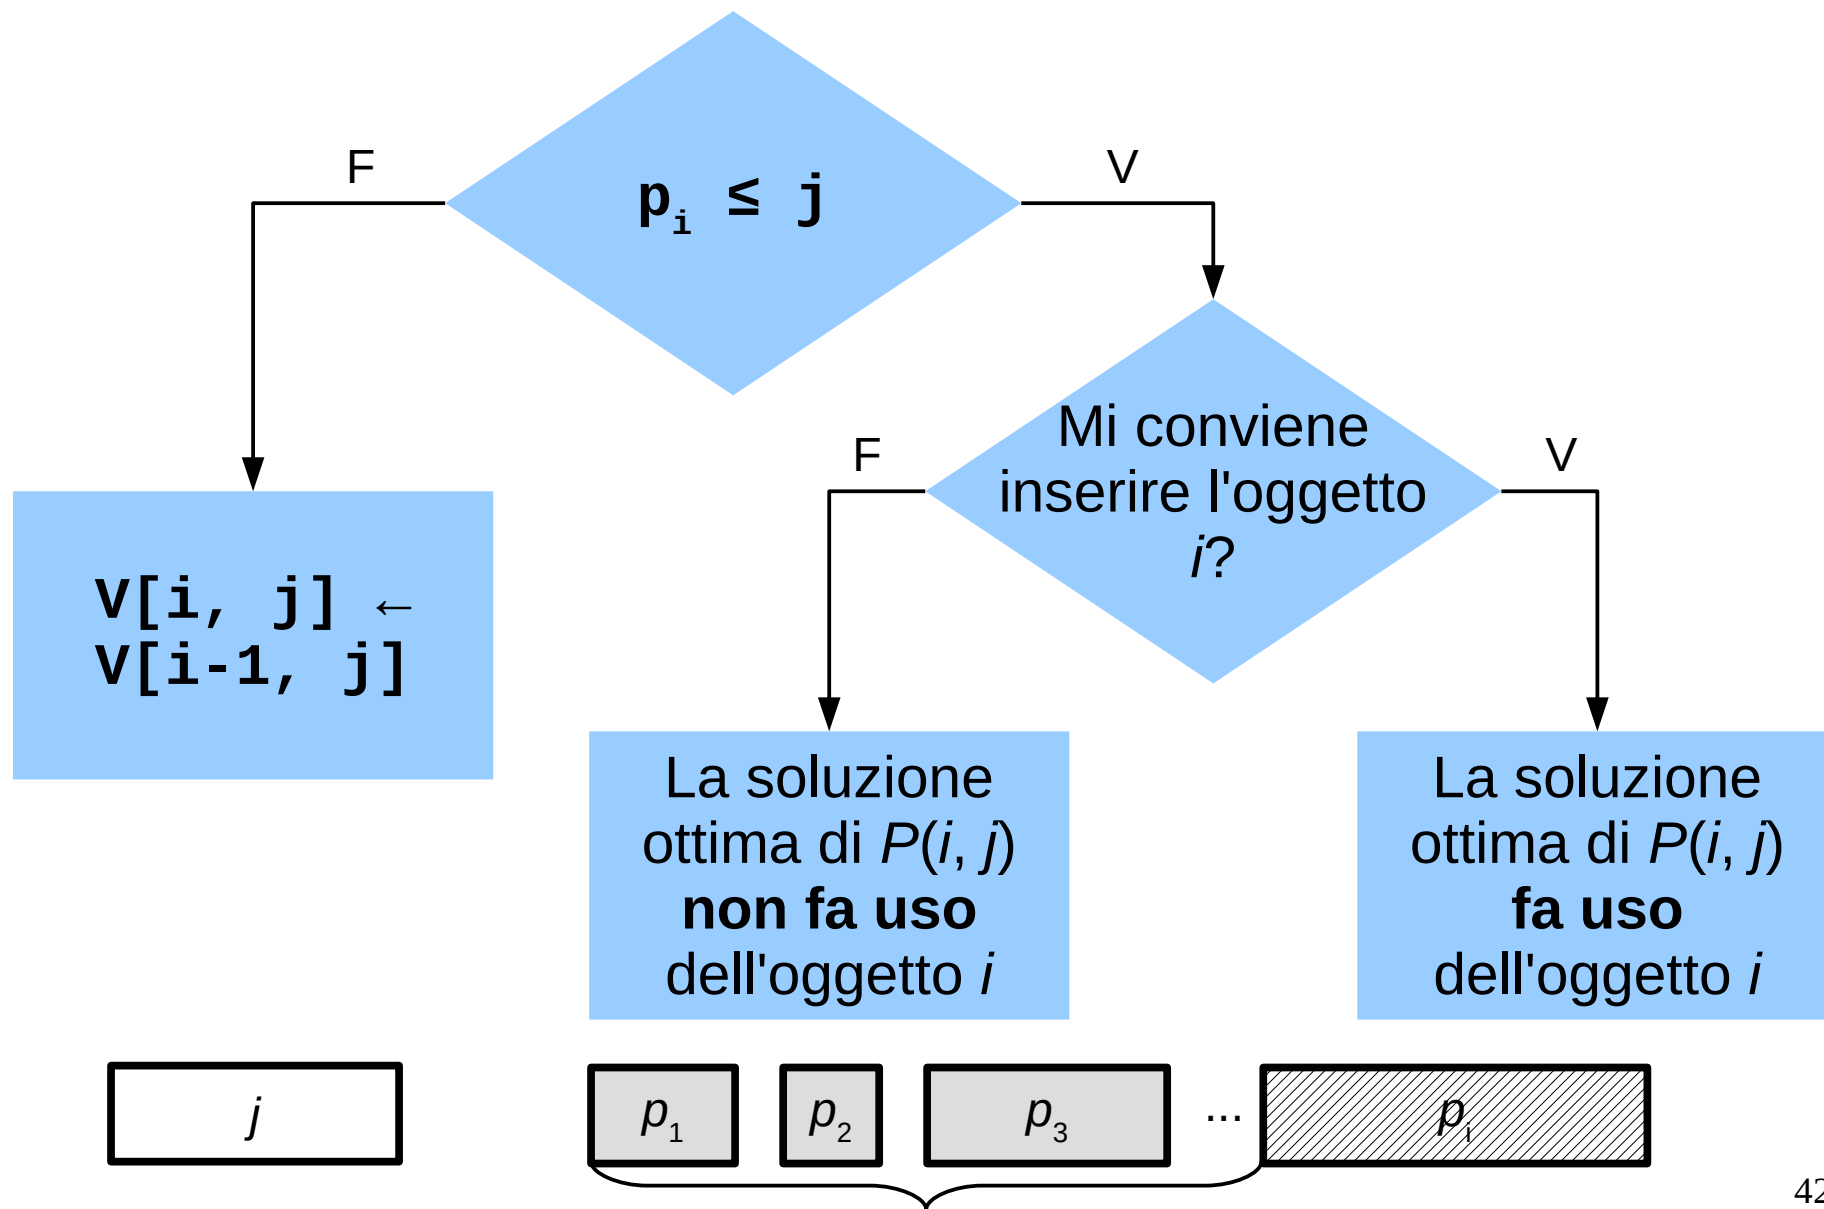 F
V
pi ≤ j
F
V
Mi conviene
inserire l'oggetto
i?
V[i, j] ←
V[i-1, j]
La soluzione
ottima di P(i, j)
non fa uso
dell'oggetto i
La soluzione
ottima di P(i, j)
fa uso
dell'oggetto i
j
p1
p2
p3
...
pi
42